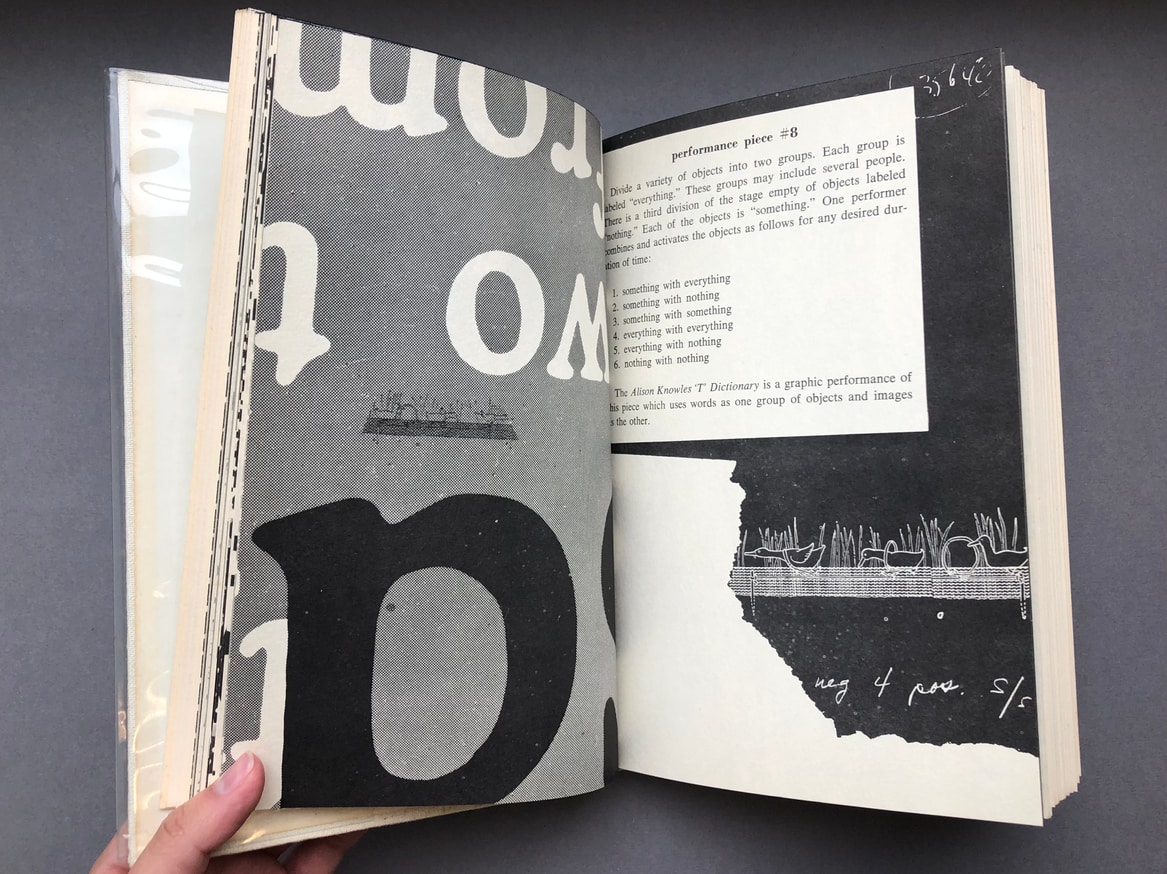 rom
t wo
n
performance piece #8
Divide a variety of objects into two groups. Each group is
abeled “everything.” These groups may include several people.
There is a third division of the stage empty of objects labeled
“nothing.” Each of the objects is “something.” One performer
combines and activates the objects as follows for any desired dur-
ation of time:
1. something with everything
2. something with nothing
3. something with something
4. everything with everything
5. everything with nothing
6. nothing with nothing
The Alison Knowles ‘T’ Dictionary is a graphic performance of
his piece which uses words as one group of objects and images
s the other.
neg 4 pos. s/s